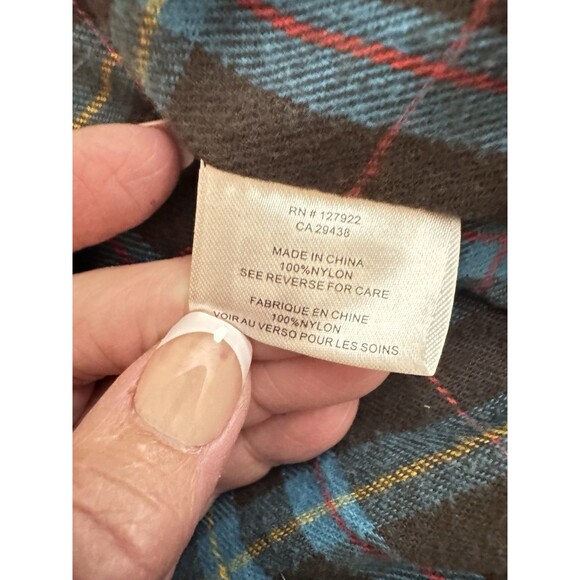 RN # 127922
CA 29438
MADE IN CHINA
100%NYLON
SEE REVERSE FOR CARE
FABRIQUE EN CHINE
100%NYLON
VOIR AU VERSO POUR LES SOINS